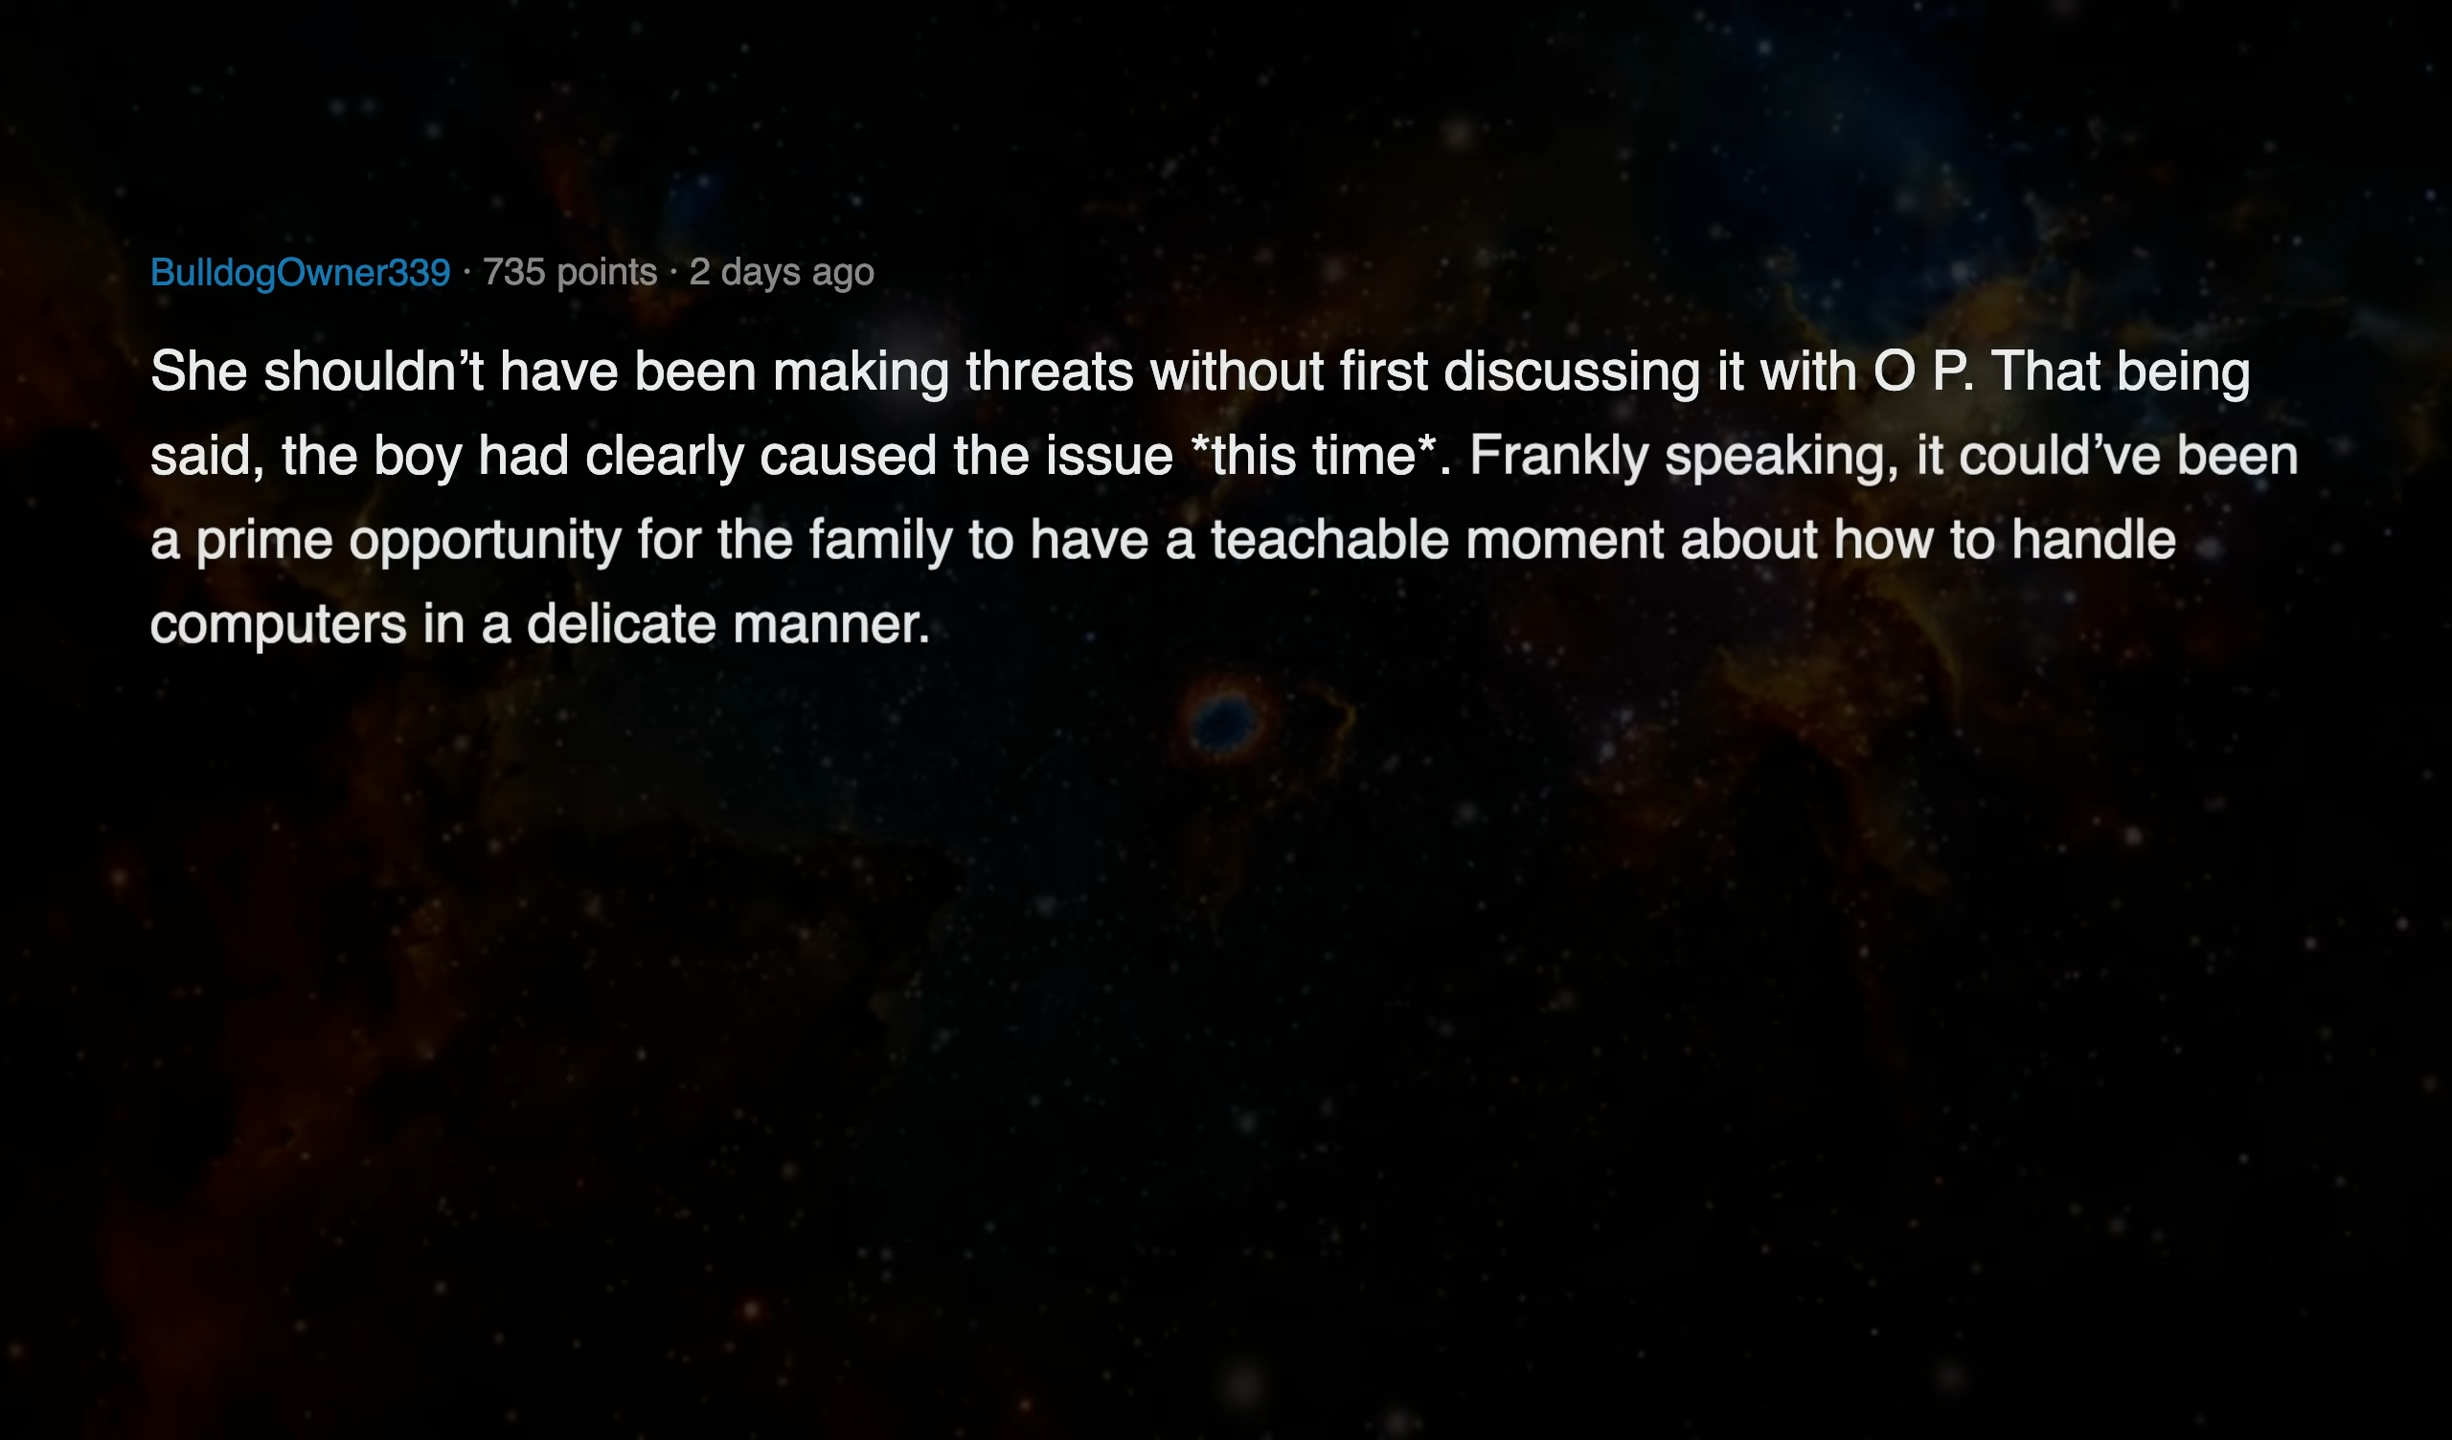 BulldogOwner339 · 735 points · 2 days ago
She shouldn’t have been making threats without first discussing it with O P. That being
said, the boy had clearly caused the issue *this time*. Frankly speaking, it could’ve been
a prime opportunity for the family to have a teachable moment about how to handle
computers in a delicate manner.